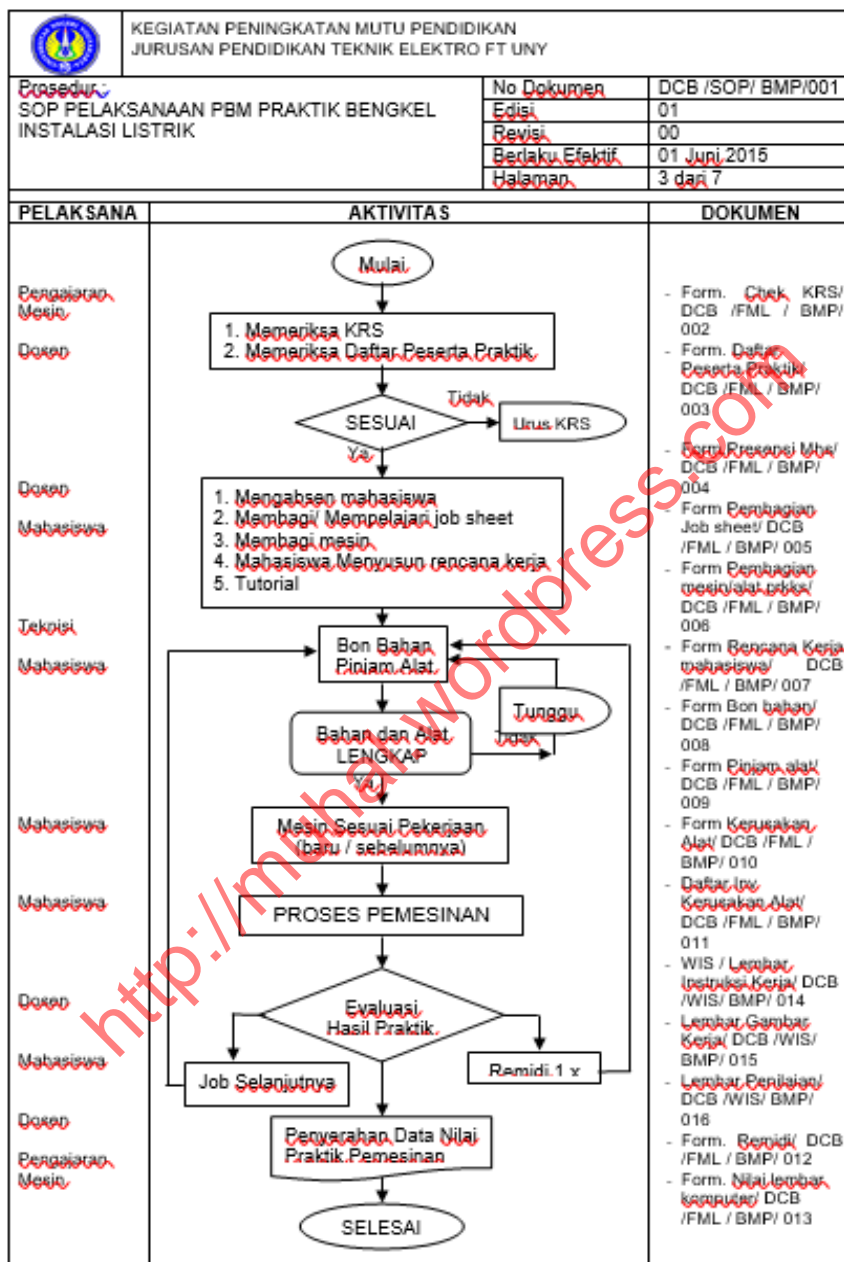 KEGIATAN PENINGKATAN MUTU PENDIDIKAN
JURUSAN PENDIDIKAN TEKNIK ELEKTRO FT UNY
Prosedur :
SOP PELAKSANAAN PBM PRAKTIK BENGKEL
INSTALASI LISTRIK
No Dokumen DCB /SOP/ BMP/001
Edisi 01
Revisi 00
Berlaku Efektif 01 Juni 2015
Halaman 3 dari 7
PELAKSANA AKTIVITAS DOKUMEN
Pengajaran
Mesin
Dosen
Dosen
Mahasiswa
Teknisi
Mahasiswa
Mahasiswa
Mahasiswa
Dosen
Mahasiswa
Dosen
Pengajaran
Mesin
Mulai
1. Memeriksa KRS
2. Memeriksa Daftar Peserta Praktik
SESUAI
Tidak
Urus KRS
Ya
1. Mengabsen mahasiswa
2. Membagi/ Mempelajari job sheet
3. Membagi mesin
4. Mahasiswa Menyusun rencana kerja
5. Tutorial
Bon Bahan
Pinjam Alat
Tunggu
Bahan dan Alat
LENGKAP
Tidak
Ya
Mesin Sesuai Pekerjaan
(baru / sebelumnya)
PROSES PEMESINAN
Evaluasi
Hasil Praktik
Job Selanjutnya
Remidi 1 x
Penyerahan Data Nilai
Praktik Pemesinan
SELESAI
- Form. Chek KRS/
DCB /FML / BMP/
002
- Form. Daftar
Peserta Praktik/
DCB /FML / BMP/
003
- Form Presensi Mhs/
DCB /FML / BMP/
004
- Form Pembagian
Job sheet/ DCB
/FML / BMP/ 005
- Form Pembagian
mesin/alat prkks/
DCB /FML / BMP/
006
- Form Rencana Kerja
mahasiswa/ DCB
/FML / BMP/ 007
- Form Bon bahan/
DCB /FML / BMP/
008
- Form Pinjam alat/
DCB /FML / BMP/
009
- Form Kerusakan
Alat/ DCB /FML /
BMP/ 010
- Daftar Inv
Kerusakan Alat/
DCB /FML / BMP/
011
- WIS / Lembar
Instruksi Kerja/ DCB
/WIS/ BMP/ 014
- Lembar Gambar
Kerja/ DCB /WIS/
BMP/ 015
- Lembar Penilaian/
DCB /WIS/ BMP/
016
- Form. Remidi/ DCB
/FML / BMP/ 012
- Form. Nilai lembar
komputer/ DCB
/FML / BMP/ 013
http://muhal.wordpress.com